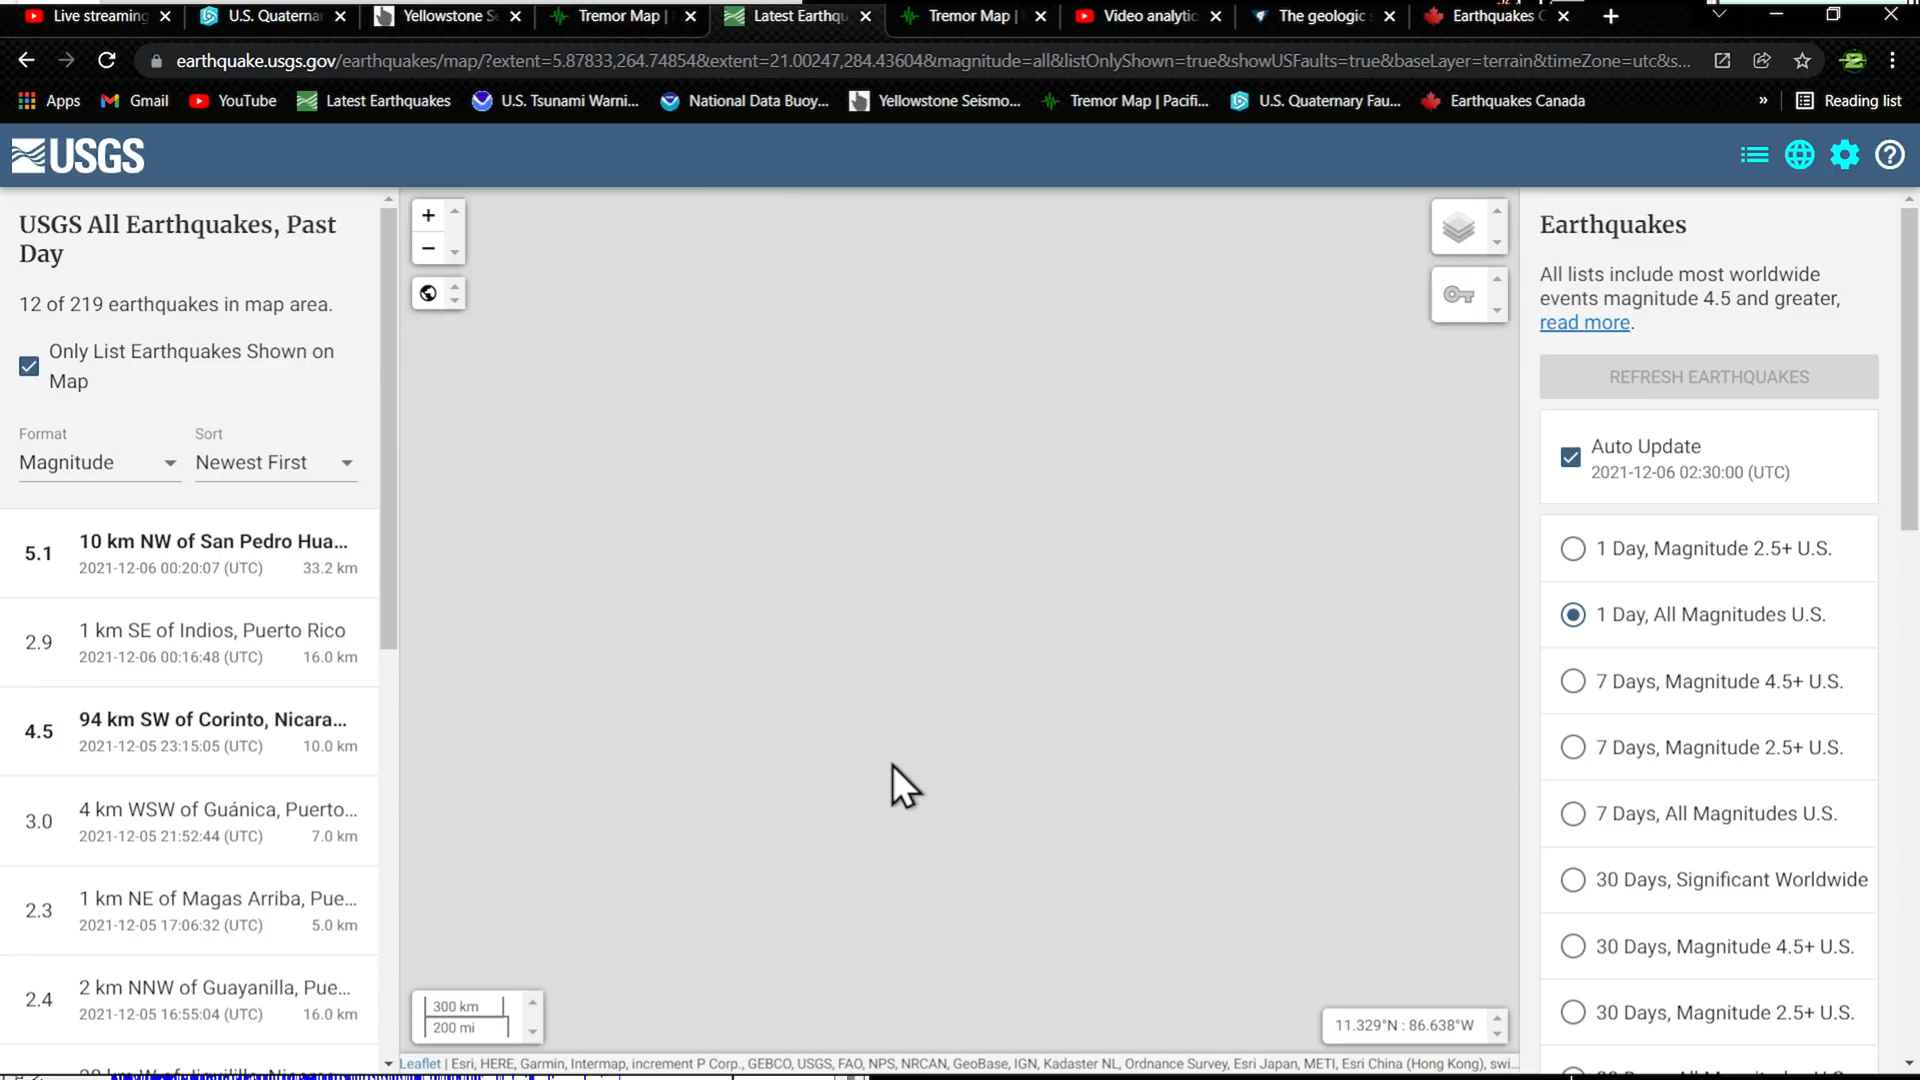 Live streaming
U.S. Quaterna
Yellowstone S
Tremor Map |
Latest Earthqu
Tremor Map |
Video analytic
The geologic
Earthquakes C
earthquake.usgs.gov/earthquakes/map/?extent=5.87833,264.74854&extent=21.00247,284.43604&magnitude=all&listOnlyShown=true&showUSFaults=true&baseLayer=terrain&timeZone=utc&s...
Apps
Gmail
YouTube
Latest Earthquakes
U.S. Tsunami Warni...
National Data Buoy...
Yellowstone Seismo...
Tremor Map | Pacifi...
U.S. Quaternary Fau...
Earthquakes Canada
»
Reading list
USGS
USGS All Earthquakes, Past
Day
12 of 219 earthquakes in map area.
Only List Earthquakes Shown on
Map
Format
Sort
Magnitude
Newest First
5.1
10 km NW of San Pedro Hua...
2021-12-06 00:20:07 (UTC) 33.2 km
2.9
1 km SE of Indios, Puerto Rico
2021-12-06 00:16:48 (UTC) 16.0 km
4.5
94 km SW of Corinto, Nicara...
2021-12-05 23:15:05 (UTC) 10.0 km
3.0
4 km WSW of Guánica, Puerto...
2021-12-05 21:52:44 (UTC) 7.0 km
2.3
1 km NE of Magas Arriba, Pue...
2021-12-05 17:06:32 (UTC) 5.0 km
2.4
2 km NNW of Guayanilla, Pue...
2021-12-05 16:55:04 (UTC) 16.0 km
+
−
300 km
200 mi
11.329°N : 86.638°W
Leaflet | Esri, HERE, Garmin, Intermap, increment P Corp., GEBCO, USGS, FAO, NPS, NRCAN, GeoBase, IGN, Kadaster NL, Ordnance Survey, Esri Japan, METI, Esri China (Hong Kong), swi...
Earthquakes
All lists include most worldwide
events magnitude 4.5 and greater,
read more.
REFRESH EARTHQUAKES
Auto Update
2021-12-06 02:30:00 (UTC)
1 Day, Magnitude 2.5+ U.S.
1 Day, All Magnitudes U.S.
7 Days, Magnitude 4.5+ U.S.
7 Days, Magnitude 2.5+ U.S.
7 Days, All Magnitudes U.S.
30 Days, Significant Worldwide
30 Days, Magnitude 4.5+ U.S.
30 Days, Magnitude 2.5+ U.S.